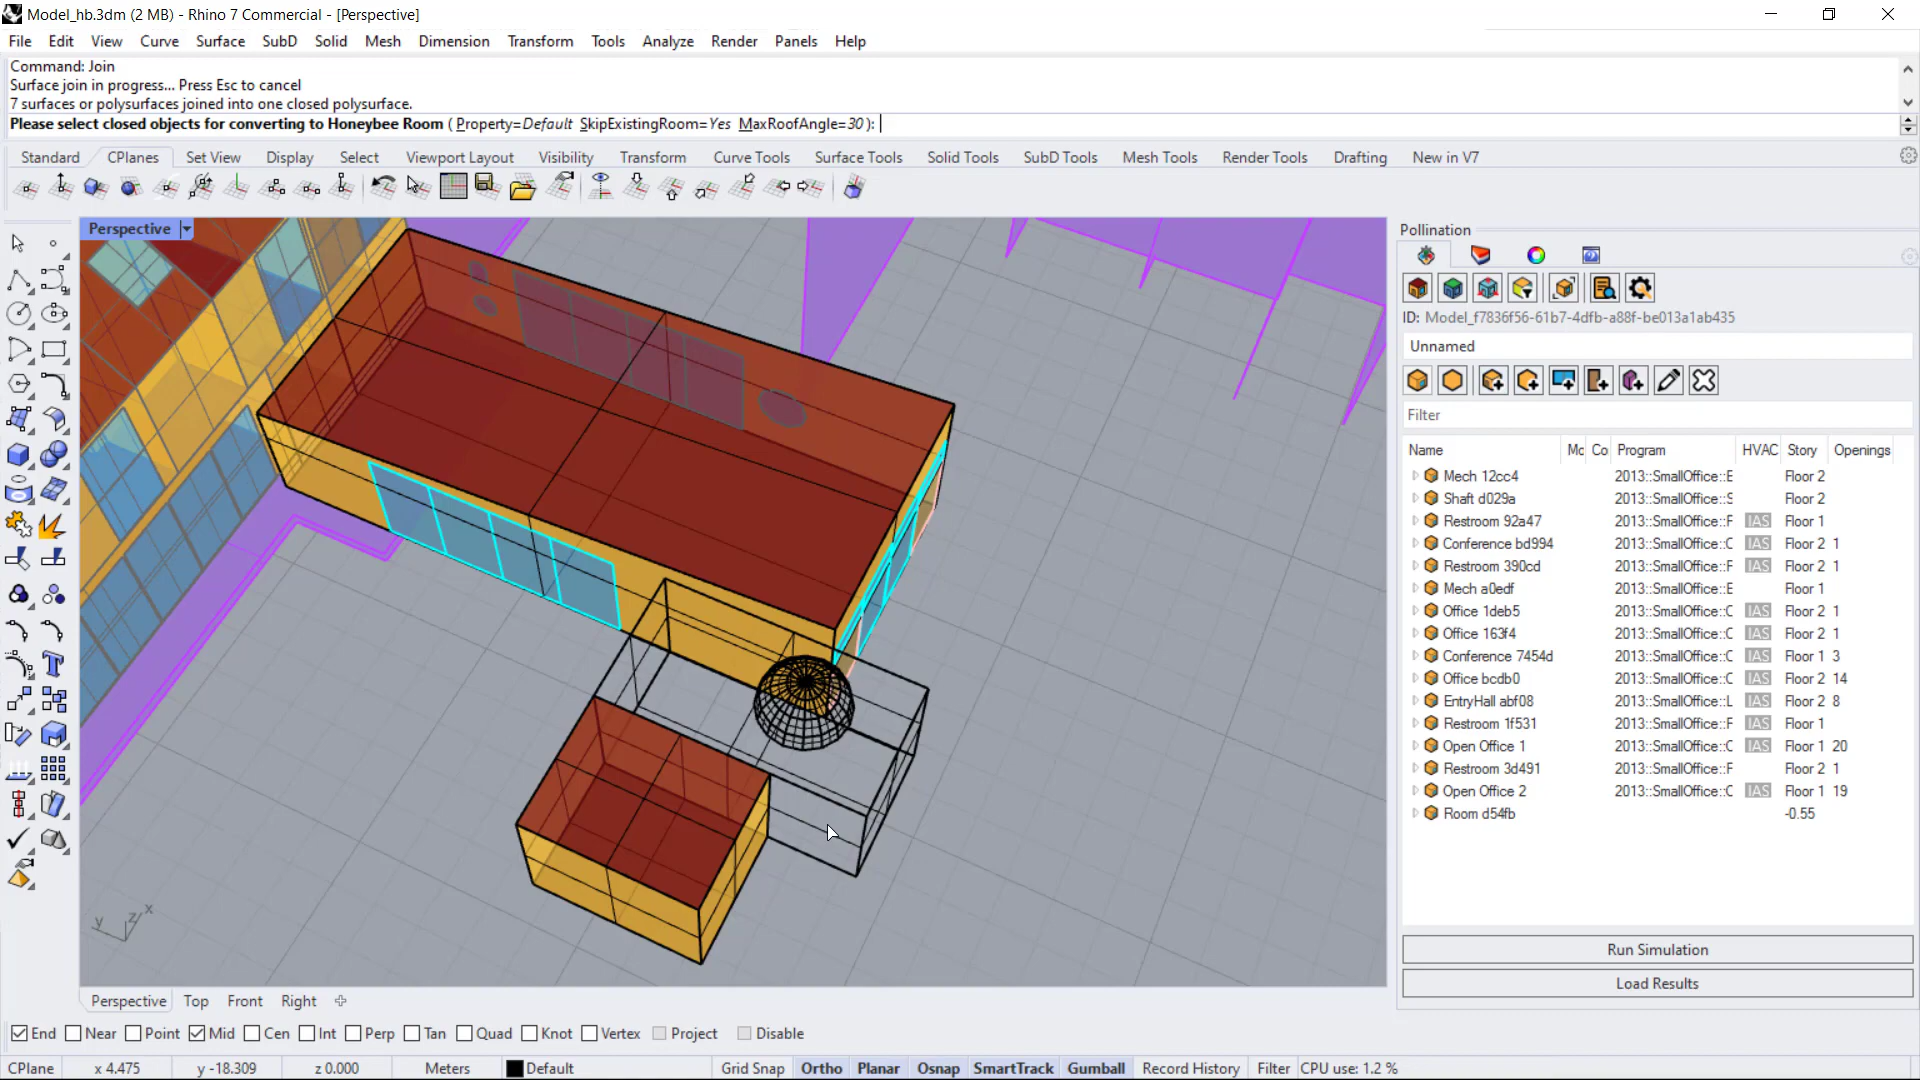 Model_hb.3dm (2 MB) - Rhino 7 Commercial - [Perspective]
File Edit View Curve Surface SubD Solid Mesh Dimension Transform Tools Analyze Render Panels Help
Command: Join
Surface join in progress... Press Esc to cancel
7 surfaces or polysurfaces joined into one closed polysurface.
Please select closed objects for converting to Honeybee Room ( Property=Default SkipExistingRoom=Yes MaxRoofAngle=30 ):
Standard CPlanes Set View Display Select Viewport Layout Visibility Transform Curve Tools Surface Tools Solid Tools SubD Tools Mesh Tools Render Tools Drafting New in V7
Perspective
Pollination
ID: Model_f7836f56-61b7-4dfb-a88f-be013a1ab435
Unnamed
Filter
Name Mc Co Program HVAC Story Openings
Mech 12cc4 2013::SmallOffice::E Floor 2
Shaft d029a 2013::SmallOffice::S Floor 2
Restroom 92a47 2013::SmallOffice::F IAS Floor 1
Conference bd994 2013::SmallOffice::C IAS Floor 2 1
Restroom 390cd 2013::SmallOffice::F IAS Floor 2 1
Mech a0edf 2013::SmallOffice::E Floor 1
Office 1deb5 2013::SmallOffice::C IAS Floor 2 1
Office 163f4 2013::SmallOffice::C IAS Floor 2 1
Conference 7454d 2013::SmallOffice::C IAS Floor 1 3
Office bcdb0 2013::SmallOffice::C IAS Floor 2 14
EntryHall abf08 2013::SmallOffice::L IAS Floor 2 8
Restroom 1f531 2013::SmallOffice::F IAS Floor 1
Open Office 1 2013::SmallOffice::C IAS Floor 1 20
Restroom 3d491 2013::SmallOffice::F Floor 2 1
Open Office 2 2013::SmallOffice::C IAS Floor 1 19
Room d54fb -0.55
y z x
Run Simulation
Load Results
Perspective Top Front Right
End Near Point Mid Cen Int Perp Tan Quad Knot Vertex Project Disable
CPlane x 4.475 y -18.309 z 0.000 Meters Default Grid Snap Ortho Planar Osnap SmartTrack Gumball Record History Filter CPU use: 1.2 %